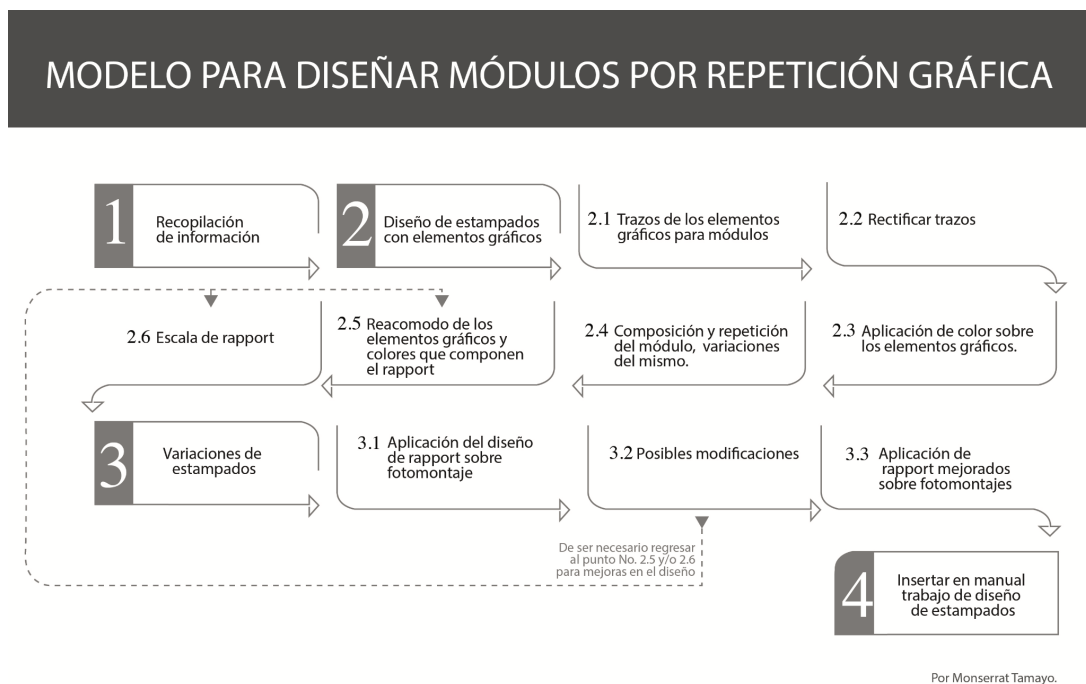 MODELO PARA DISEÑAR MÓDULOS POR REPETICIÓN GRÁFICA
1
Recopilación
de información
2
Diseño de estampados
con elementos gráficos
2.1 Trazos de los elementos
gráficos para módulos
2.2 Rectificar trazos
2.3 Aplicación de color sobre
los elementos gráficos.
2.4 Composición y repetición
del módulo, variaciones
del mismo.
2.5 Reacomodo de los
elementos gráficos y
colores que componen
el rapport
2.6 Escala de rapport
3
Variaciones de
estampados
3.1 Aplicación del diseño
de rapport sobre
fotomontaje
3.2 Posibles modificaciones
De ser necesario regresar
al punto No. 2.5 y/o 2.6
para mejoras en el diseño
3.3 Aplicación de
rapport mejorados
sobre fotomontajes
4
Insertar en manual
trabajo de diseño
de estampados
Por Monserrat Tamayo.